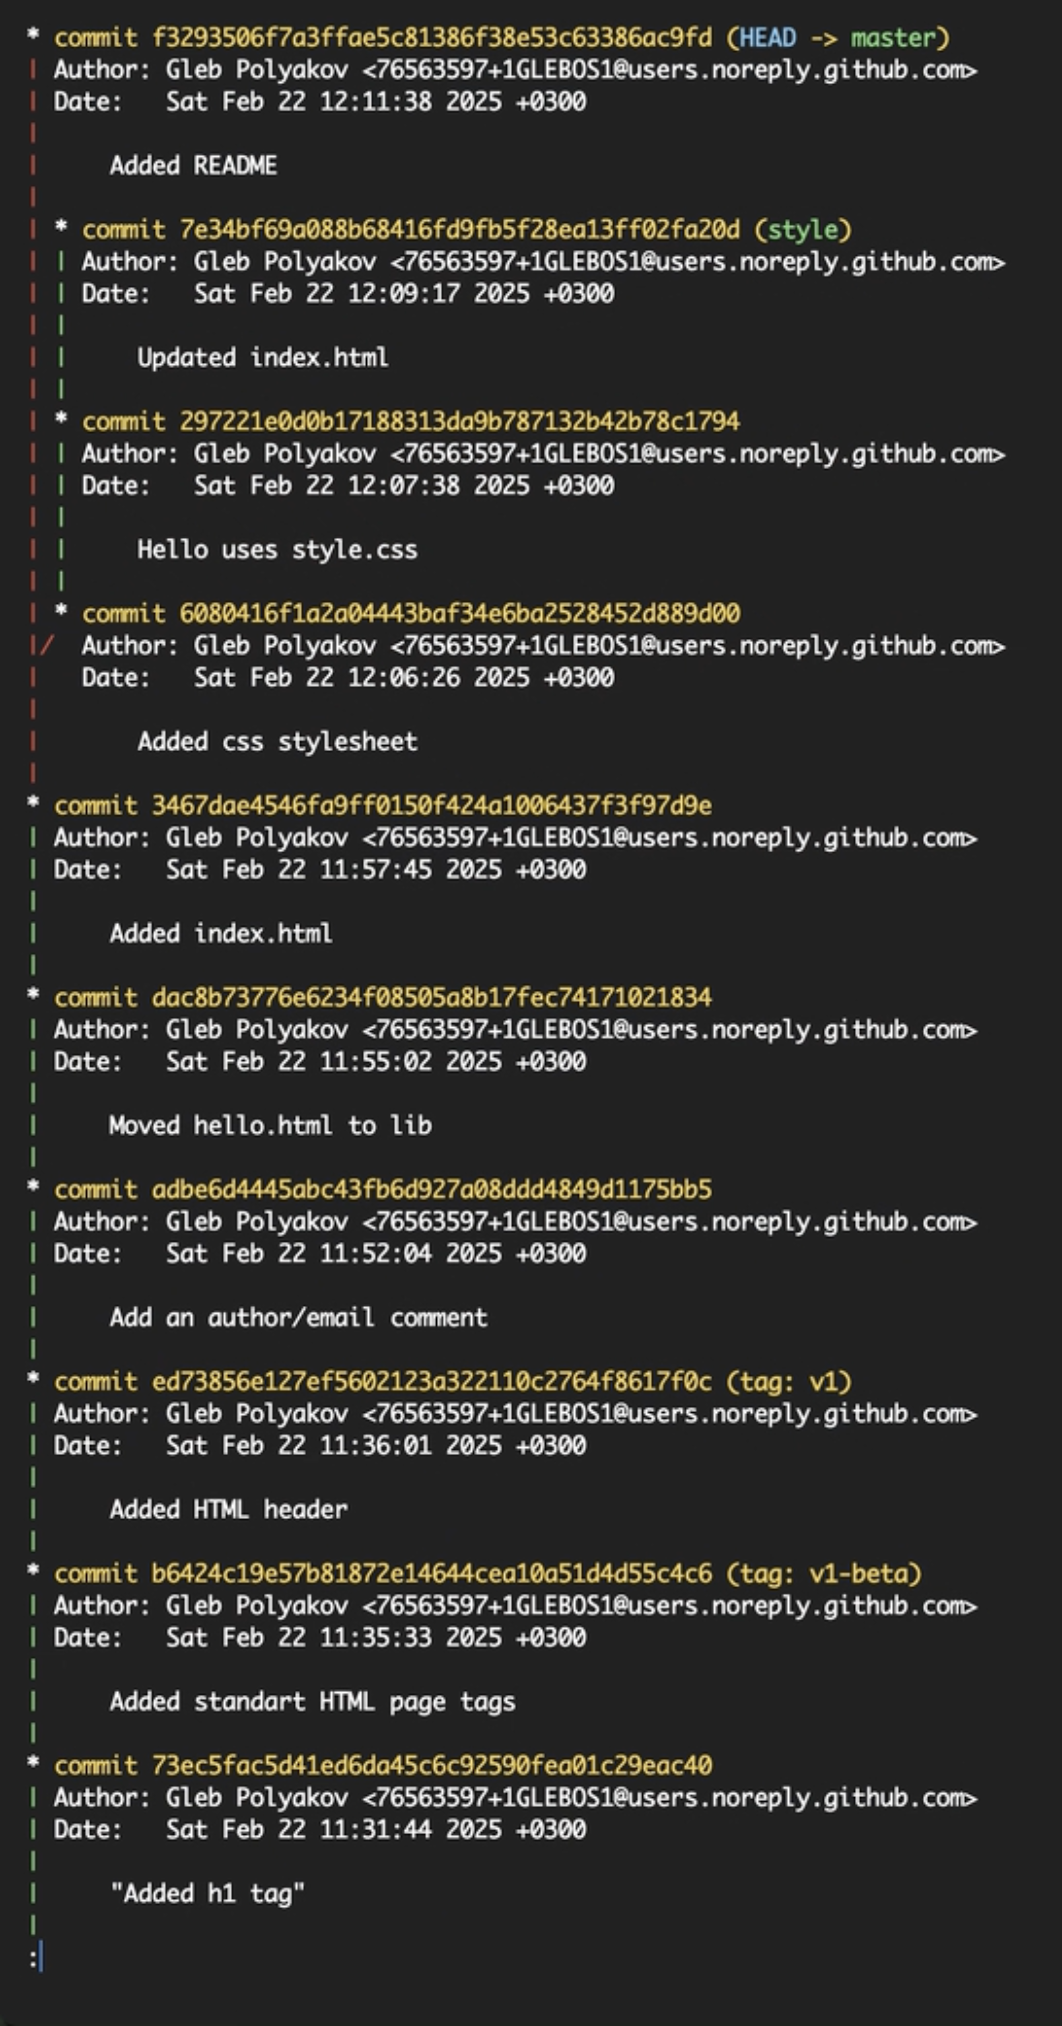 * commit f3293506f7a3ffae5c81386f38e53c63386ac9fd (HEAD -> master)
| Author: Gleb Polyakov <76563597+1GLEBOS1@users.noreply.github.com>
| Date:   Sat Feb 22 12:11:38 2025 +0300
|
|     Added README
|
| * commit 7e34bf69a088b68416fd9fb5f28ea13ff02fa20d (style)
| | Author: Gleb Polyakov <76563597+1GLEBOS1@users.noreply.github.com>
| | Date:   Sat Feb 22 12:09:17 2025 +0300
| |
| |     Updated index.html
| |
| * commit 297221e0d0b17188313da9b787132b42b78c1794
| | Author: Gleb Polyakov <76563597+1GLEBOS1@users.noreply.github.com>
| | Date:   Sat Feb 22 12:07:38 2025 +0300
| |
| |     Hello uses style.css
| |
| * commit 6080416f1a2a04443baf34e6ba2528452d889d00
|/  Author: Gleb Polyakov <76563597+1GLEBOS1@users.noreply.github.com>
|   Date:   Sat Feb 22 12:06:26 2025 +0300
|
|       Added css stylesheet
|
* commit 3467dae4546fa9ff0150f424a1006437f3f97d9e
| Author: Gleb Polyakov <76563597+1GLEBOS1@users.noreply.github.com>
| Date:   Sat Feb 22 11:57:45 2025 +0300
|
|     Added index.html
|
* commit dac8b73776e6234f08505a8b17fec74171021834
| Author: Gleb Polyakov <76563597+1GLEBOS1@users.noreply.github.com>
| Date:   Sat Feb 22 11:55:02 2025 +0300
|
|     Moved hello.html to lib
|
* commit adbe6d4445abc43fb6d927a08ddd4849d1175bb5
| Author: Gleb Polyakov <76563597+1GLEBOS1@users.noreply.github.com>
| Date:   Sat Feb 22 11:52:04 2025 +0300
|
|     Add an author/email comment
|
* commit ed73856e127ef5602123a322110c2764f8617f0c (tag: v1)
| Author: Gleb Polyakov <76563597+1GLEBOS1@users.noreply.github.com>
| Date:   Sat Feb 22 11:36:01 2025 +0300
|
|     Added HTML header
|
* commit b6424c19e57b81872e14644cea10a51d4d55c4c6 (tag: v1-beta)
| Author: Gleb Polyakov <76563597+1GLEBOS1@users.noreply.github.com>
| Date:   Sat Feb 22 11:35:33 2025 +0300
|
|     Added standart HTML page tags
|
* commit 73ec5fac5d41ed6da45c6c92590fea01c29eac40
| Author: Gleb Polyakov <76563597+1GLEBOS1@users.noreply.github.com>
| Date:   Sat Feb 22 11:31:44 2025 +0300
|
|     "Added h1 tag"
|
: